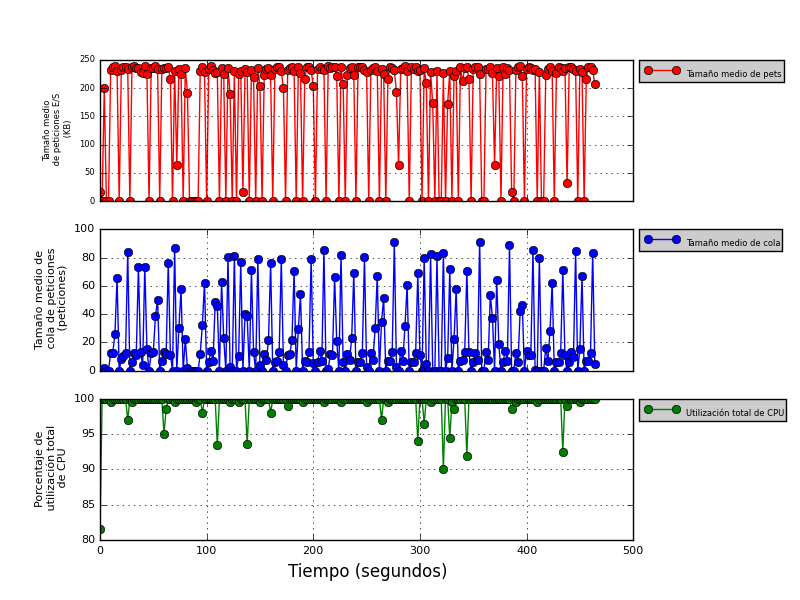 250
200
150
100
50
0
Tamaño medio
de peticiones E/S
(KB)
Tamaño medio de pets
100
80
60
40
20
0
Tamaño medio de
cola de peticiones
(peticiones)
Tamaño medio de cola
100
95
90
85
80
Porcentaje de
utilización total
de CPU
Utilización total de CPU
0 100 200 300 400 500
Tiempo (segundos)